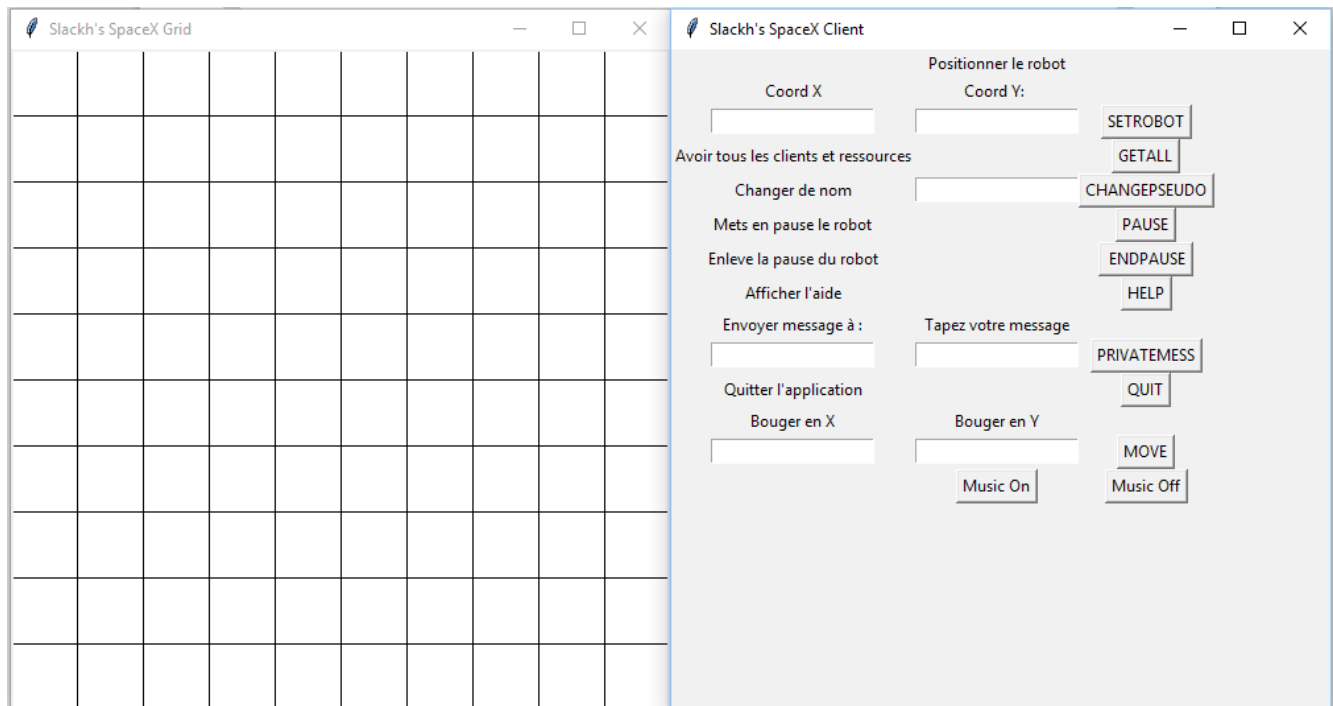 Slackh's SpaceX Grid
Slackh's SpaceX Client
Positionner le robot
Coord X Coord Y:
SETROBOT
Avoir tous les clients et ressources GETALL
Changer de nom CHANGEPSEUDO
Mets en pause le robot PAUSE
Enleve la pause du robot ENDPAUSE
Afficher l'aide HELP
Envoyer message à : Tapez votre message
PRIVATEMESS
Quitter l'application QUIT
Bouger en X Bouger en Y
MOVE
Music On Music Off